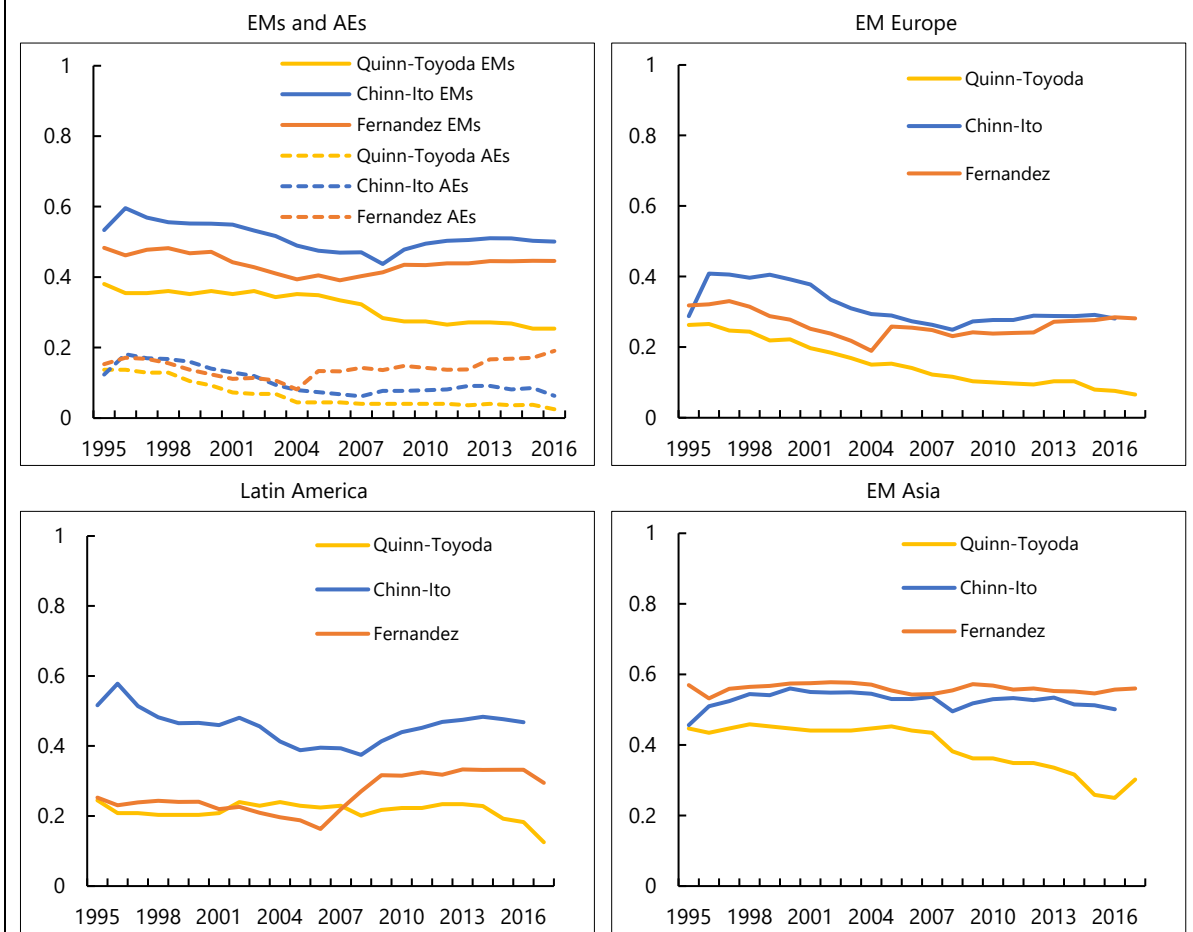 EMs and AEs
1
0.8
0.6
0.4
0.2
0
1995 1998 2001 2004 2007 2010 2013 2016
Quinn-Toyoda EMs
Chinn-Ito EMs
Fernandez EMs
Quinn-Toyoda AEs
Chinn-Ito AEs
Fernandez AEs
EM Europe
1
0.8
0.6
0.4
0.2
0
1995 1998 2001 2004 2007 2010 2013 2016
Quinn-Toyoda
Chinn-Ito
Fernandez
Latin America
1
0.8
0.6
0.4
0.2
0
1995 1998 2001 2004 2007 2010 2013 2016
Quinn-Toyoda
Chinn-Ito
Fernandez
EM Asia
1
0.8
0.6
0.4
0.2
0
1995 1998 2001 2004 2007 2010 2013 2016
Quinn-Toyoda
Chinn-Ito
Fernandez